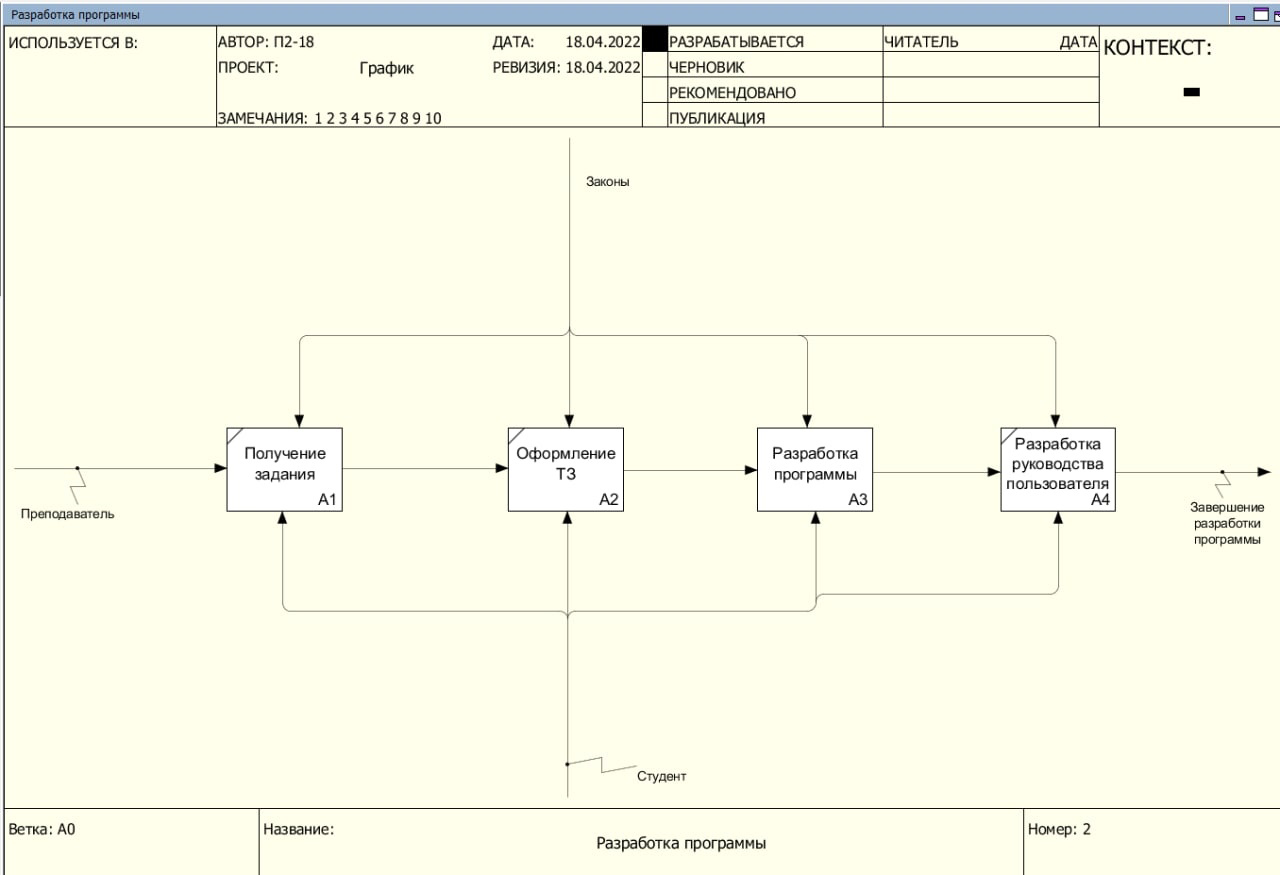 Разработка программы
ИСПОЛЬЗУЕТСЯ В:
АВТОР: П2-18
ДАТА: 18.04.2022
ПРОЕКТ: График
РЕВИЗИЯ: 18.04.2022
ЗАМЕЧАНИЯ: 1 2 3 4 5 6 7 8 9 10
РАЗРАБАТЫВАЕТСЯ
ЧЕРНОВИК
РЕКОМЕНДОВАНО
ПУБЛИКАЦИЯ
ЧИТАТЕЛЬ
ДАТА
КОНТЕКСТ:
Законы
Получение
задания
A1
Оформление
ТЗ
A2
Разработка
программы
A3
Разработка
руководства
пользователя
A4
Преподаватель
Завершение
разработки
программы
Студент
Ветка: A0
Название:
Разработка программы
Номер: 2